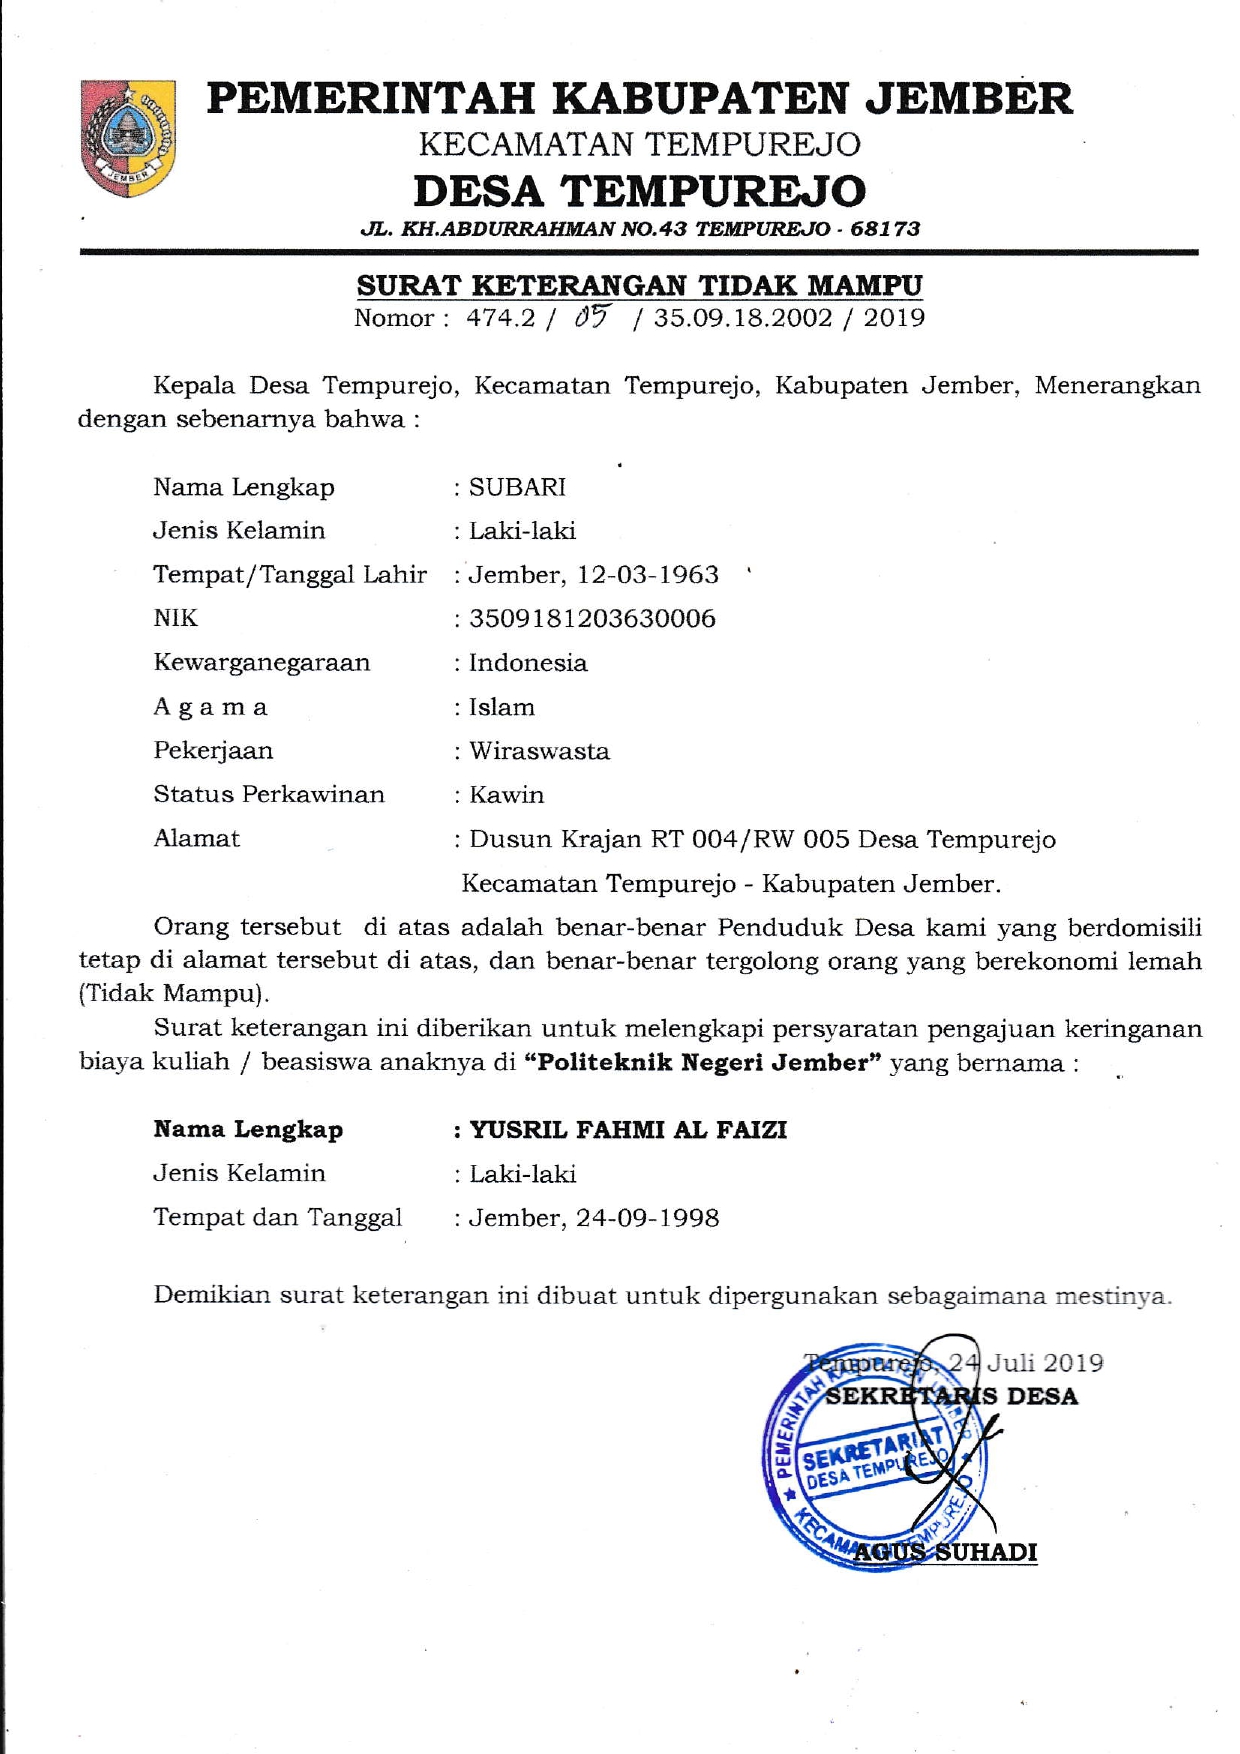 PEMERINTAH KABUPATEN JEMBER
KECAMATAN TEMPUREJO
DESA TEMPUREJO
JL. KH.ABDURRAHMAN NO.43 TEMPUREJO - 68173
JEMBER
SURAT KETERANGAN TIDAK MAMPU
Nomor : 474.2 / 05 / 35.09.18.2002 / 2019
Kepala Desa Tempurejo, Kecamatan Tempurejo, Kabupaten Jember, Menerangkan
dengan sebenarnya bahwa :
Nama Lengkap : SUBARI
Jenis Kelamin : Laki-laki
Tempat/Tanggal Lahir : Jember, 12-03-1963
NIK : 3509181203630006
Kewarganegaraan : Indonesia
A g a m a : Islam
Pekerjaan : Wiraswasta
Status Perkawinan : Kawin
Alamat : Dusun Krajan RT 004/RW 005 Desa Tempurejo
Kecamatan Tempurejo - Kabupaten Jember.
Orang tersebut di atas adalah benar-benar Penduduk Desa kami yang berdomisili
tetap di alamat tersebut di atas, dan benar-benar tergolong orang yang berekonomi lemah
(Tidak Mampu).
Surat keterangan ini diberikan untuk melengkapi persyaratan pengajuan keringanan
biaya kuliah / beasiswa anaknya di “Politeknik Negeri Jember” yang bernama :
Nama Lengkap : YUSRIL FAHMI AL FAIZI
Jenis Kelamin : Laki-laki
Tempat dan Tanggal : Jember, 24-09-1998
Demikian surat keterangan ini dibuat untuk dipergunakan sebagaimana mestinya.
Tempurejo, 24 Juli 2019
SEKRETARIS DESA
PEMERINTAH KABUPATEN JEMBER
SEKRETARIAT
DESA TEMPUREJO
KECAMATAN TEMPUREJO
AGUS SUHADI